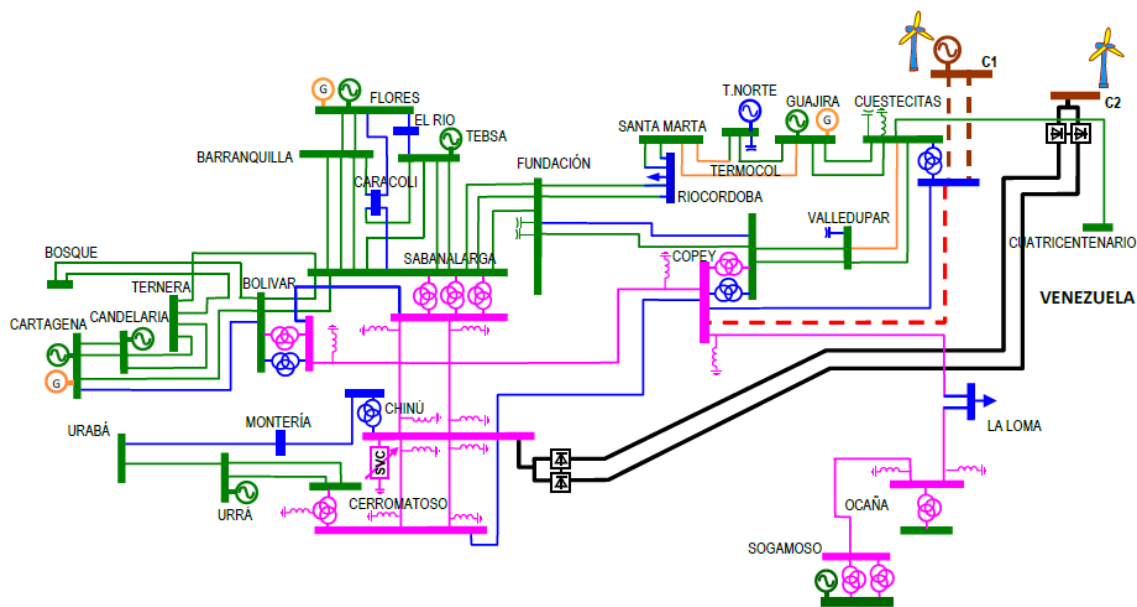 C1
C2
G
FLORES
EL RIO
TEBSA
BARRANQUILLA
CARACOLI
T.NORTE
GUAJIRA
G
CUESTECITAS
SANTA MARTA
FUNDACIÓN
TERMOCOL
RIOCORDOBA
VALLEDUPAR
CUATRICENTENARIO
BOSQUE
SABANALARGA
COPEY
TERNERA
BOLIVAR
VENEZUELA
CANDELARIA
CARTAGENA
G
CHINÚ
MONTERÍA
LA LOMA
URABÁ
SVC
URRÁ
CERROMATOSO
OCAÑA
SOGAMOSO